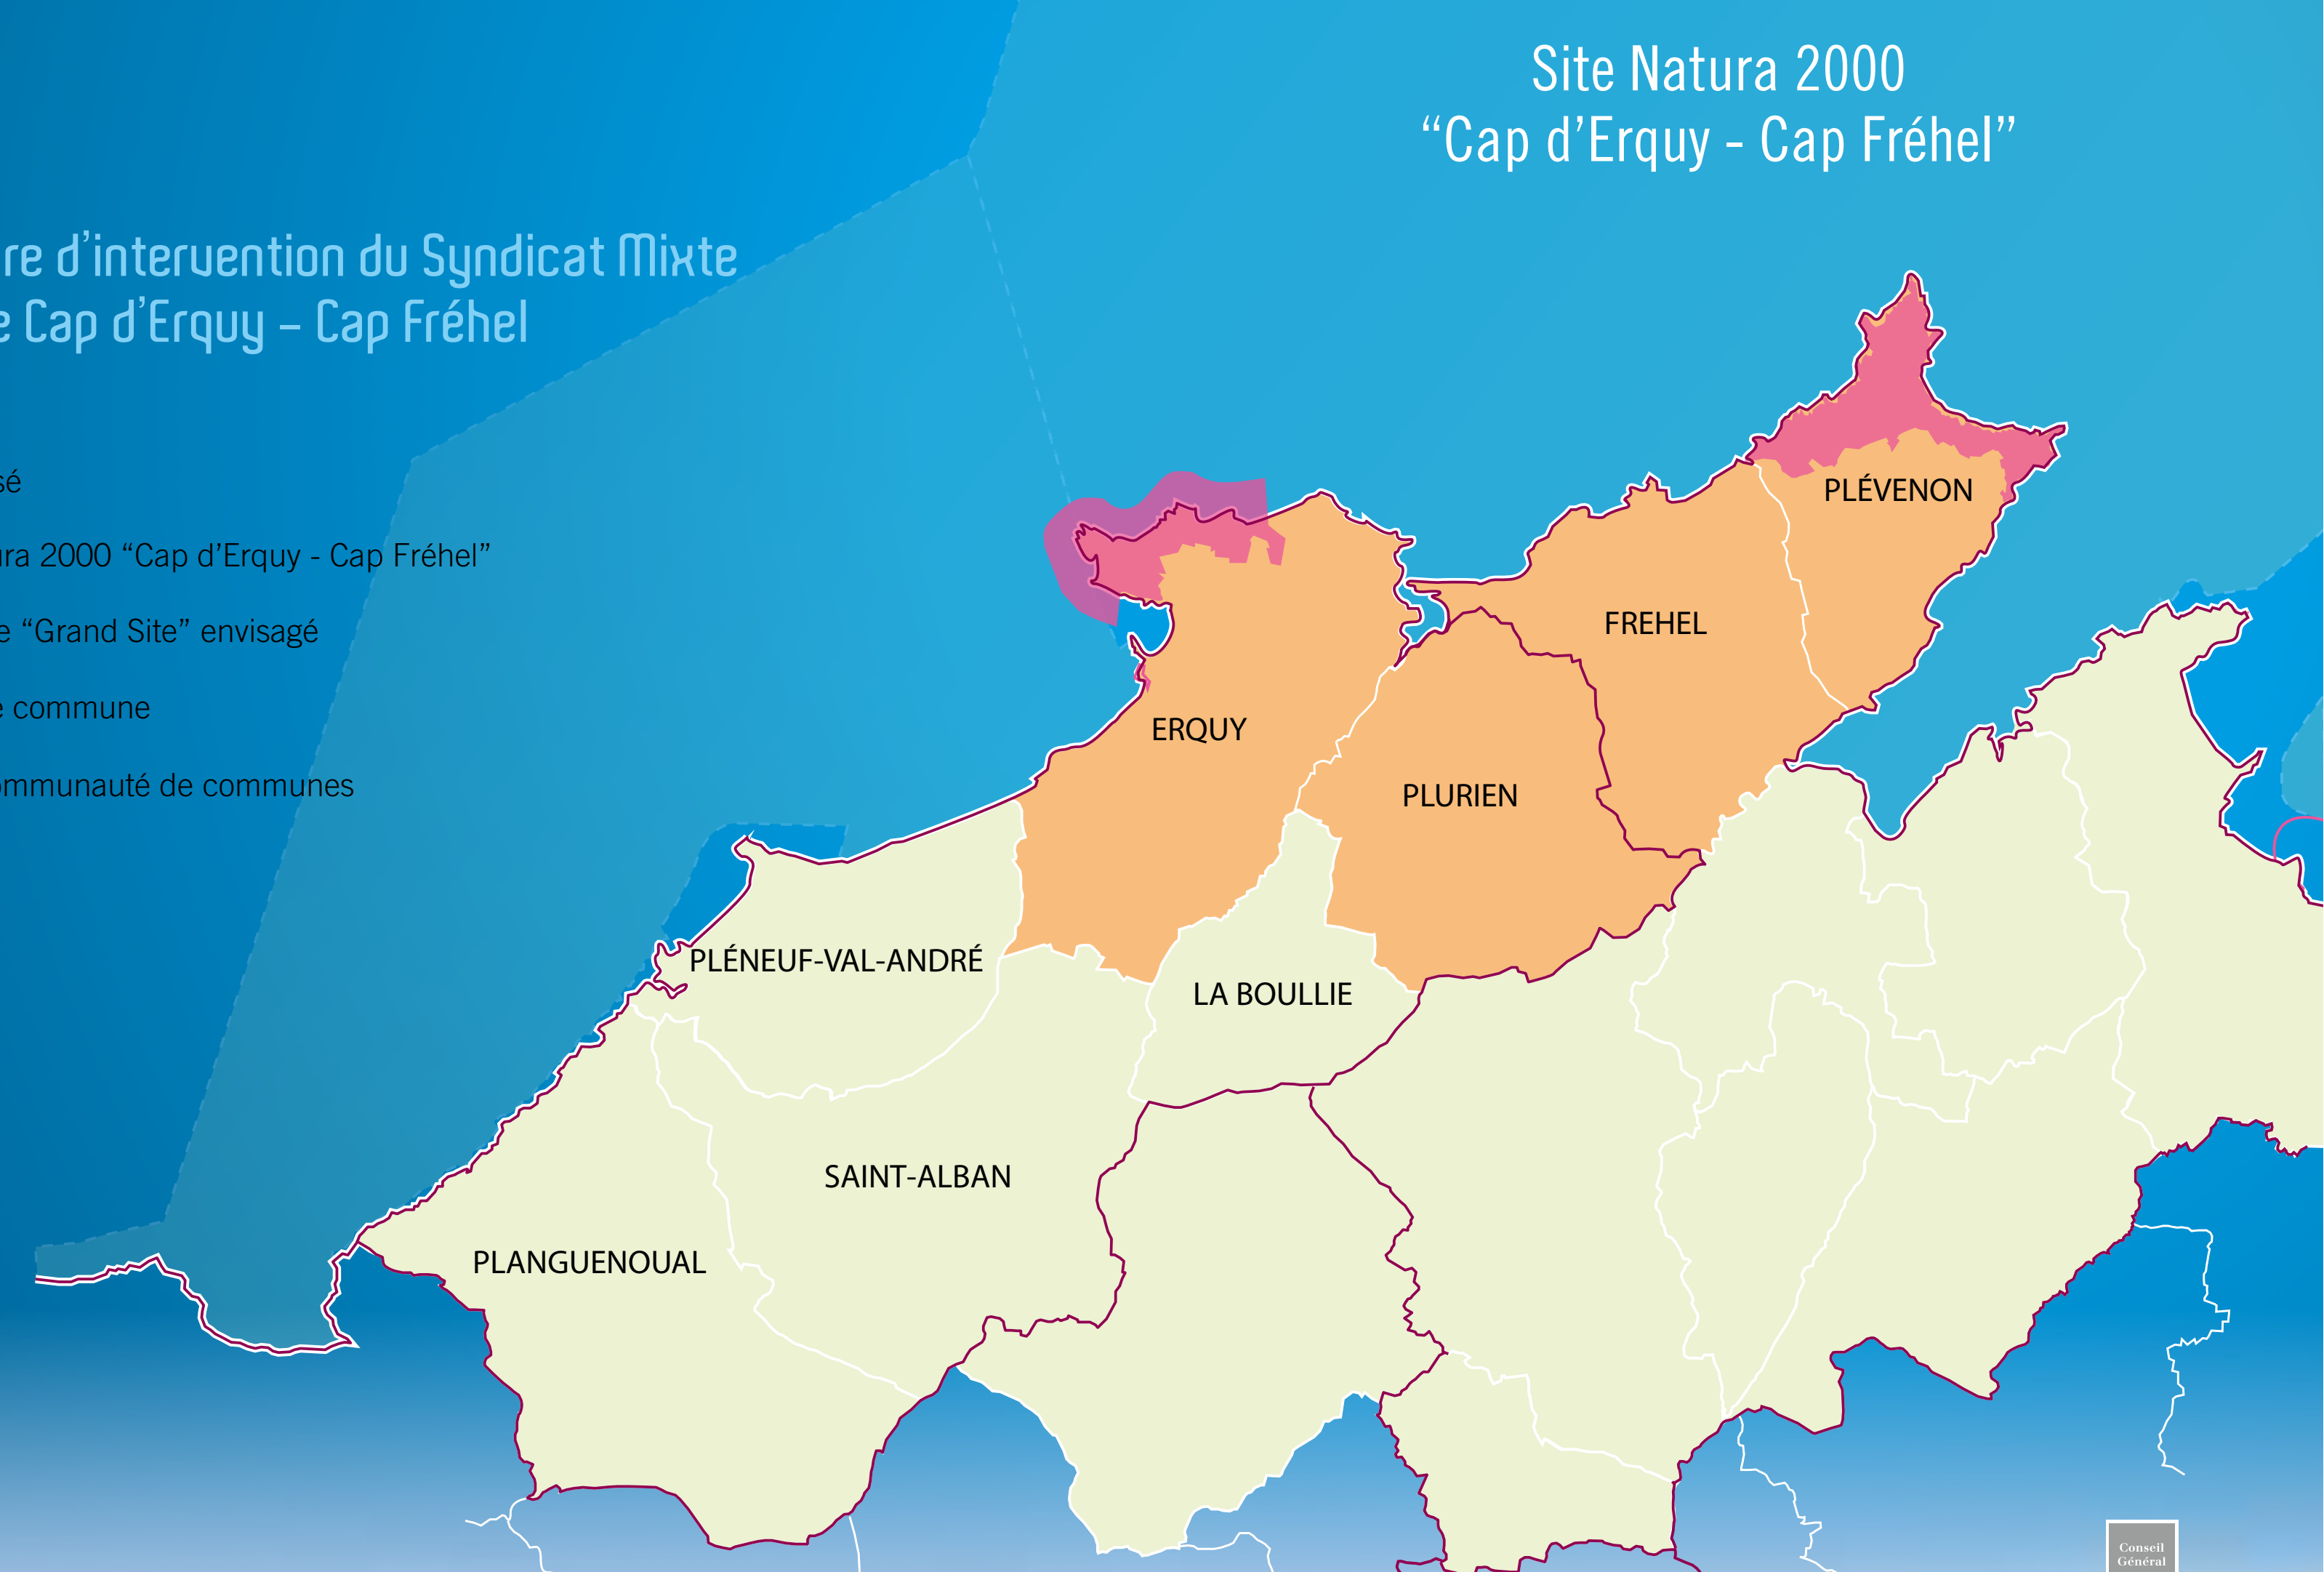 Site Natura 2000
“Cap d’Erquy - Cap Fréhel”
re d’intervention du Syndicat Mixte
e Cap d’Erquy – Cap Fréhel
sé
ura 2000 “Cap d’Erquy - Cap Fréhel”
e “Grand Site” envisagé
e commune
ommunauté de communes
PLÉVENON
FREHEL
ERQUY
PLURIEN
PLÉNEUF-VAL-ANDRÉ
LA BOULLIE
SAINT-ALBAN
PLANGUENOUAL
Conseil
Général